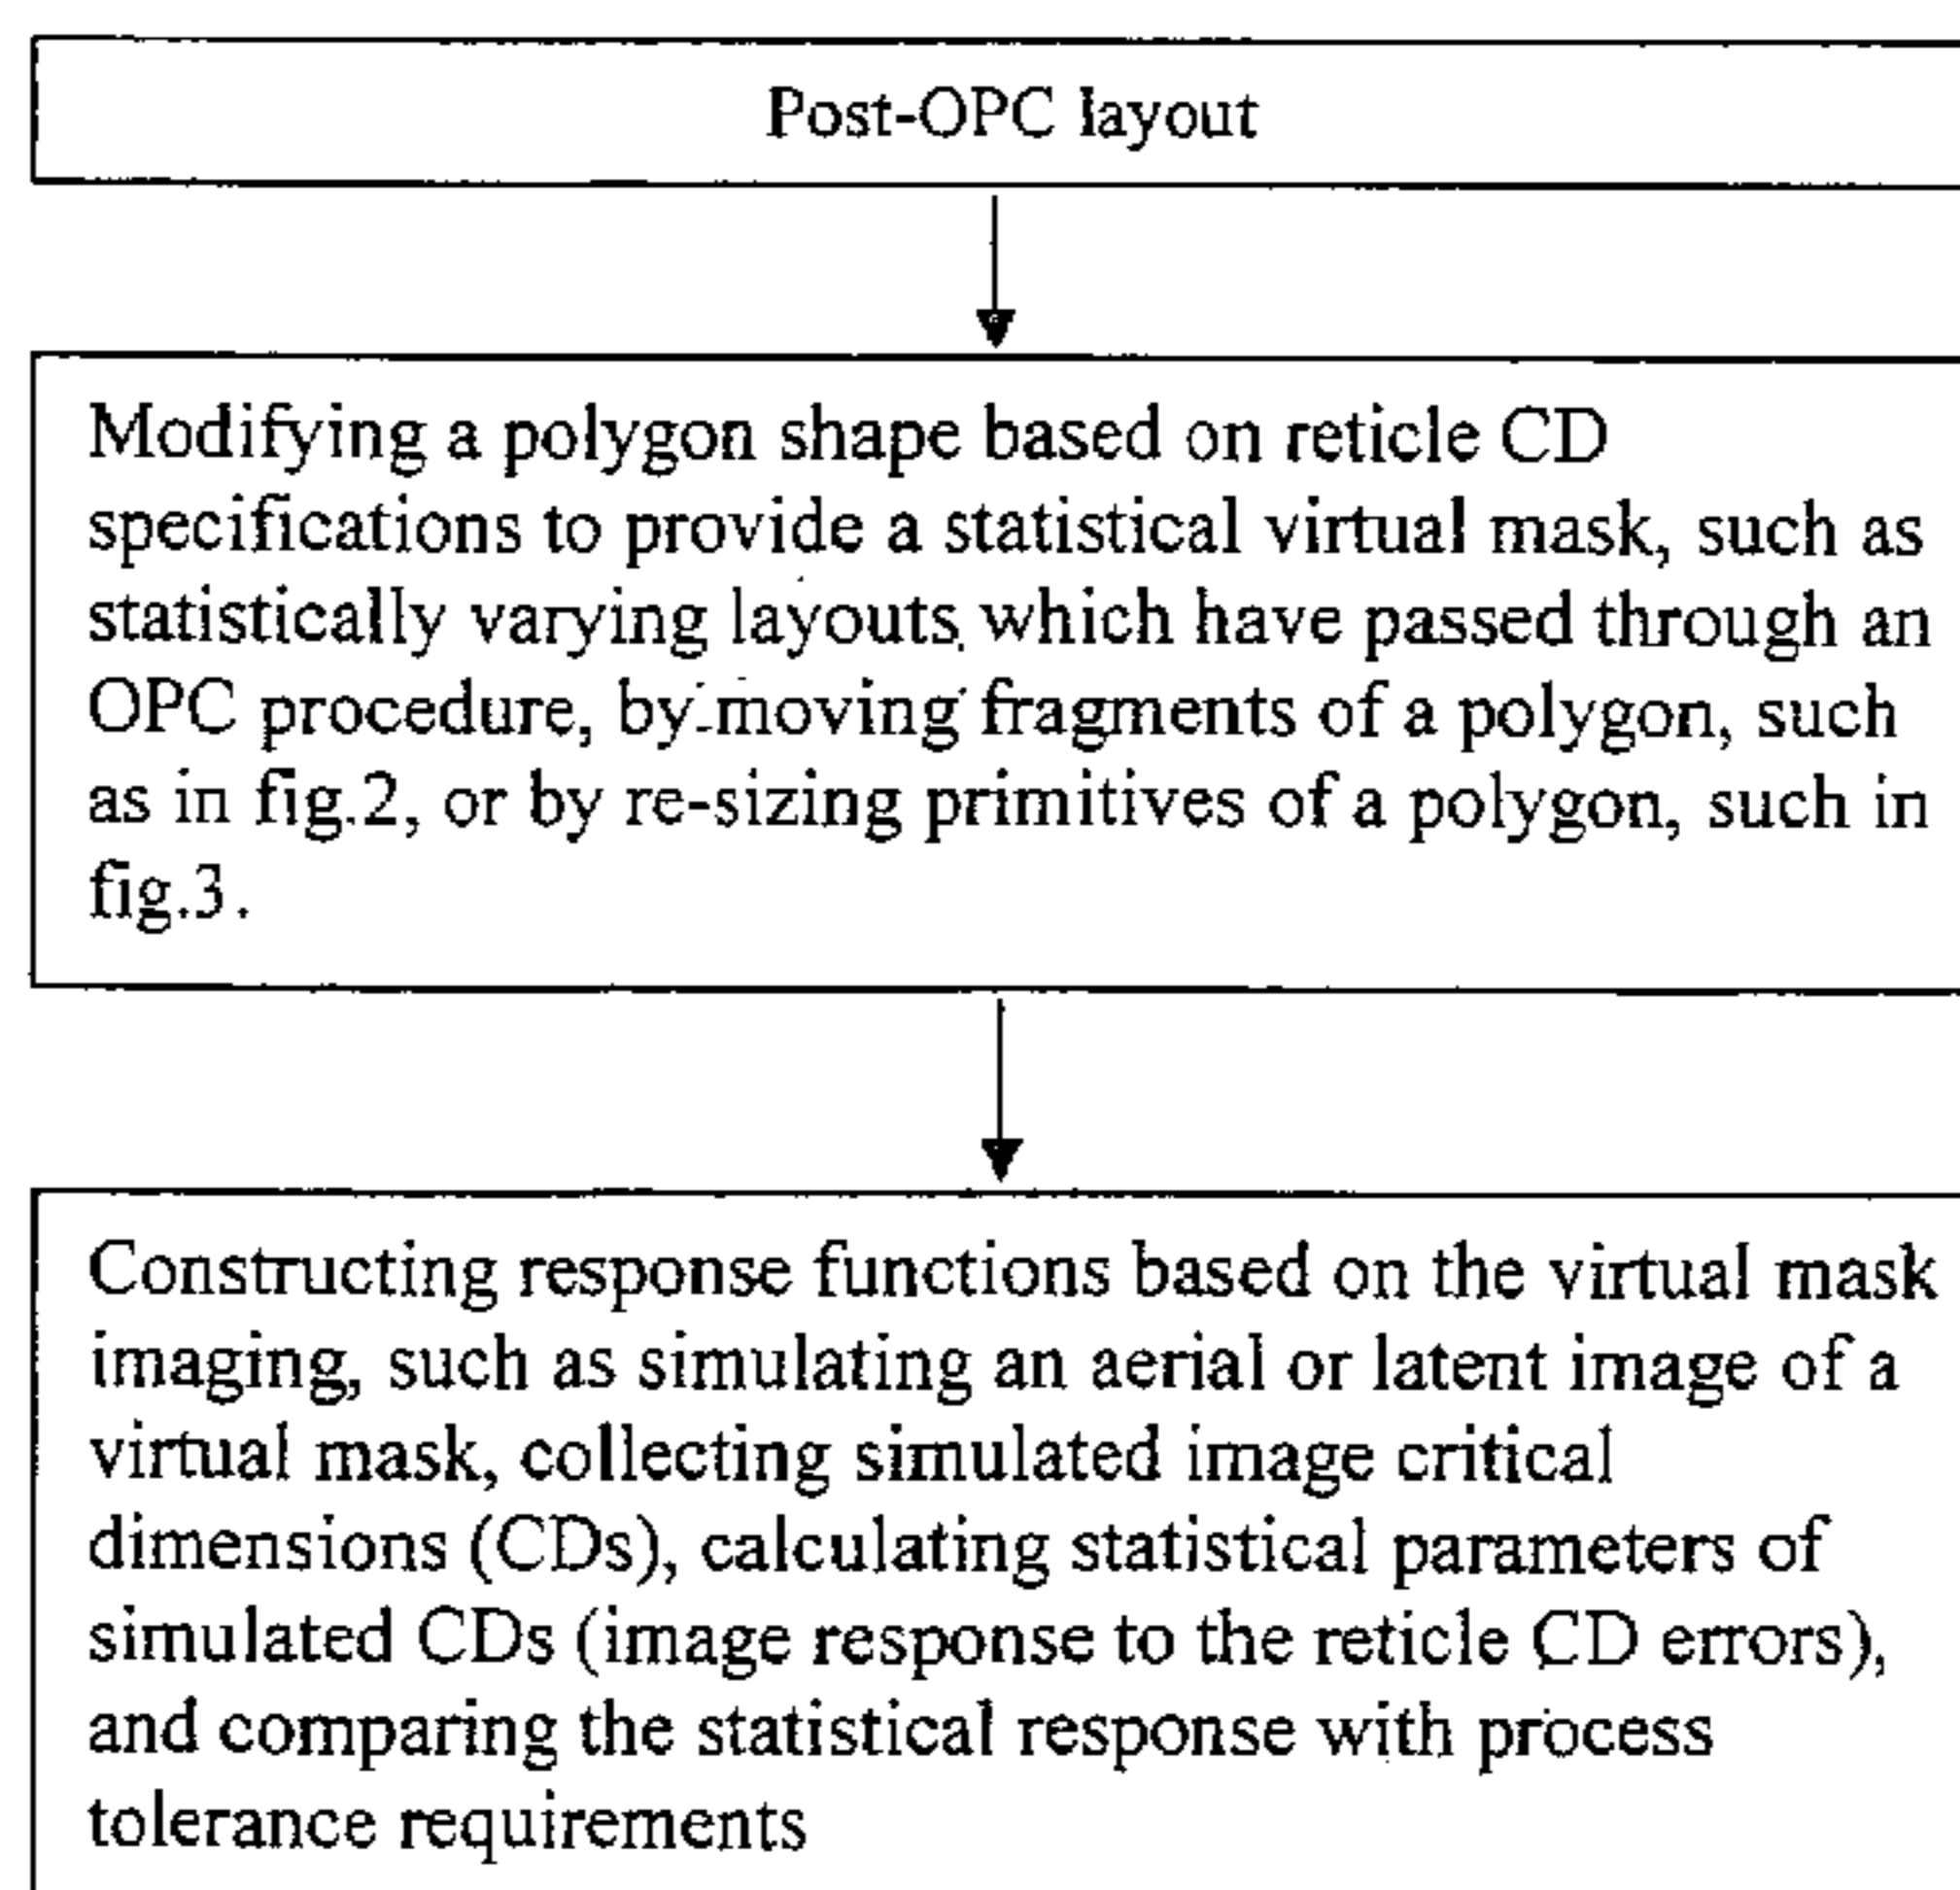 Post-OPC layout
Modifying a polygon shape based on reticle CD
specifications to provide a statistical virtual mask, such as
statistically varying layouts which have passed through an
OPC procedure, by moving fragments of a polygon, such
as in fig.2, or by re-sizing primitives of a polygon, such in
fig.3.
Constructing response functions based on the virtual mask
imaging, such as simulating an aerial or latent image of a
virtual mask, collecting simulated image critical
dimensions (CDs), calculating statistical parameters of
simulated CDs (image response to the reticle CD errors),
and comparing the statistical response with process
tolerance requirements